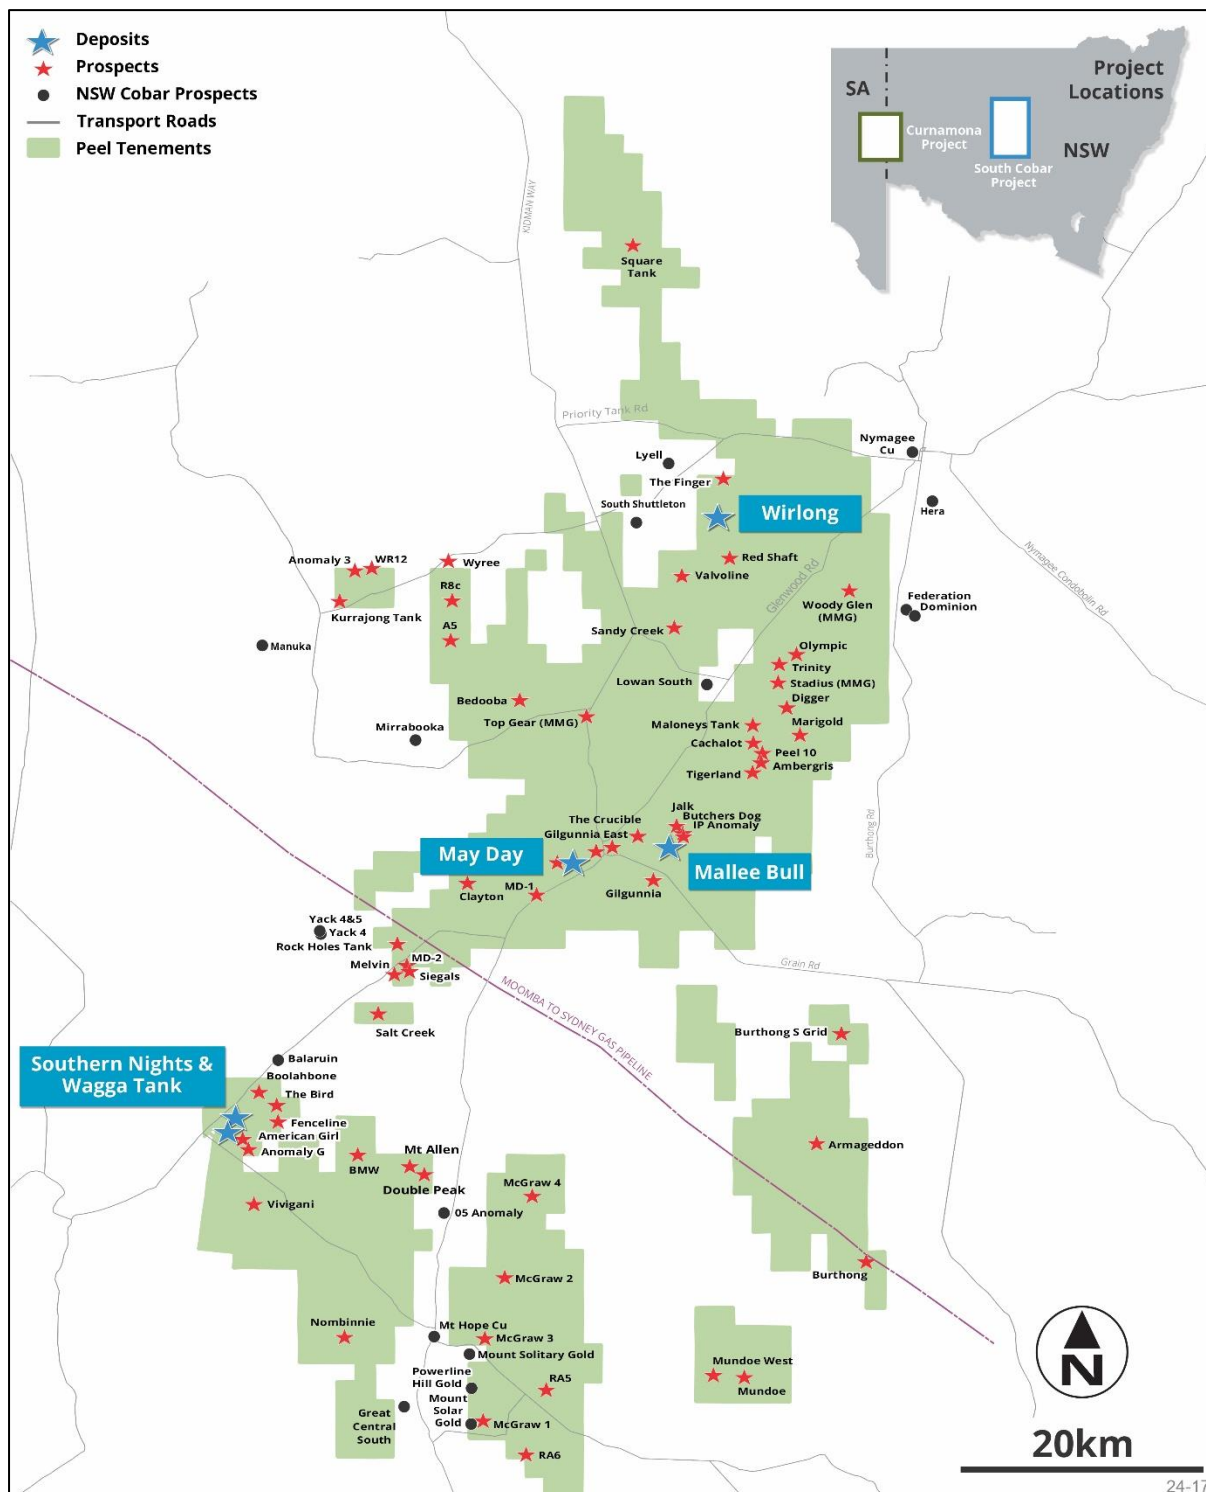 Deposits
Prospects
NSW Cobar Prospects
Transport Roads
Peel Tenements
SA
Project
Locations
Curnamona
Project
NSW
South Cobar
Project
KIDMAN WAY
Square
Tank
Priority Tank Rd
Nymagee
Cu
Lyell
The Finger
South Shuttleton
Wirlong
Hera
Nymagee Condobolin Rd
Anomaly 3
WR12
Wyree
Red Shaft
Valvoline
Glenwood Rd
R8c
Kurrajong Tank
Woody Glen
(MMG)
Federation
Dominion
A5
Sandy Creek
Manuka
Olympic
Trinity
Lowan South
Stadius (MMG)
Digger
Bedooba
Top Gear (MMG)
Maloneys Tank
Marigold
Mirrabooka
Cachalot
Peel 10
Ambergris
Tigerland
Jalk
Butchers Dog
IP Anomaly
The Crucible
Gilgunnia East
Burthong Rd
May Day
Mallee Bull
Clayton
MD-1
Gilgunnia
Yack 4&5
Yack 4
Rock Holes Tank
MD-2
Melvin
Siegals
Grain Rd
MOOMBA TO SYDNEY GAS PIPELINE
Salt Creek
Burthong S Grid
Southern Nights &
Wagga Tank
Balaruin
Boolahbone
The Bird
Fenceline
American Girl
Anomaly G
BMW
Mt Allen
Double Peak
Armageddon
McGraw 4
Vivigani
05 Anomaly
Burthong
McGraw 2
Nombinnie
Mt Hope Cu
McGraw 3
Mount Solitary Gold
Powerline
Hill Gold
RA5
Mundoe West
Mundoe
Mount
Solar
Gold
Great
Central
South
McGraw 1
RA6
N
20km
24-17